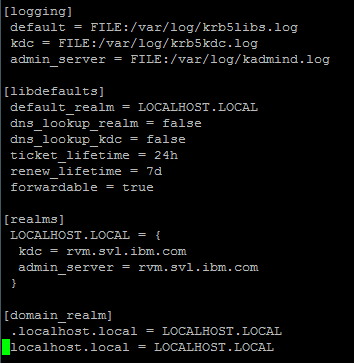 [logging]
default = FILE:/var/log/krb5libs.log
kdc = FILE:/var/log/krb5kdc.log
admin_server = FILE:/var/log/kadmind.log
[libdefaults]
default_realm = LOCALHOST.LOCAL
dns_lookup_realm = false
dns_lookup_kdc = false
ticket_lifetime = 24h
renew_lifetime = 7d
forwardable = true
[realms]
LOCALHOST.LOCAL = {
kdc = rvm.svl.ibm.com
admin_server = rvm.svl.ibm.com
}
[domain_realm]
.localhost.local = LOCALHOST.LOCAL
localhost.local = LOCALHOST.LOCAL